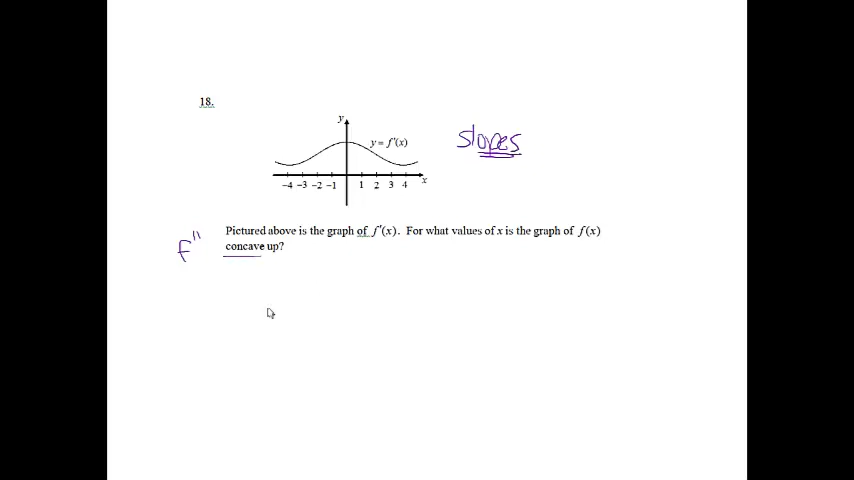 18.
y
y = f'(x)
slopes
x
-4 -3 -2 -1 1 2 3 4
f"
Pictured above is the graph of f'(x). For what values of x is the graph of f(x)
concave up?